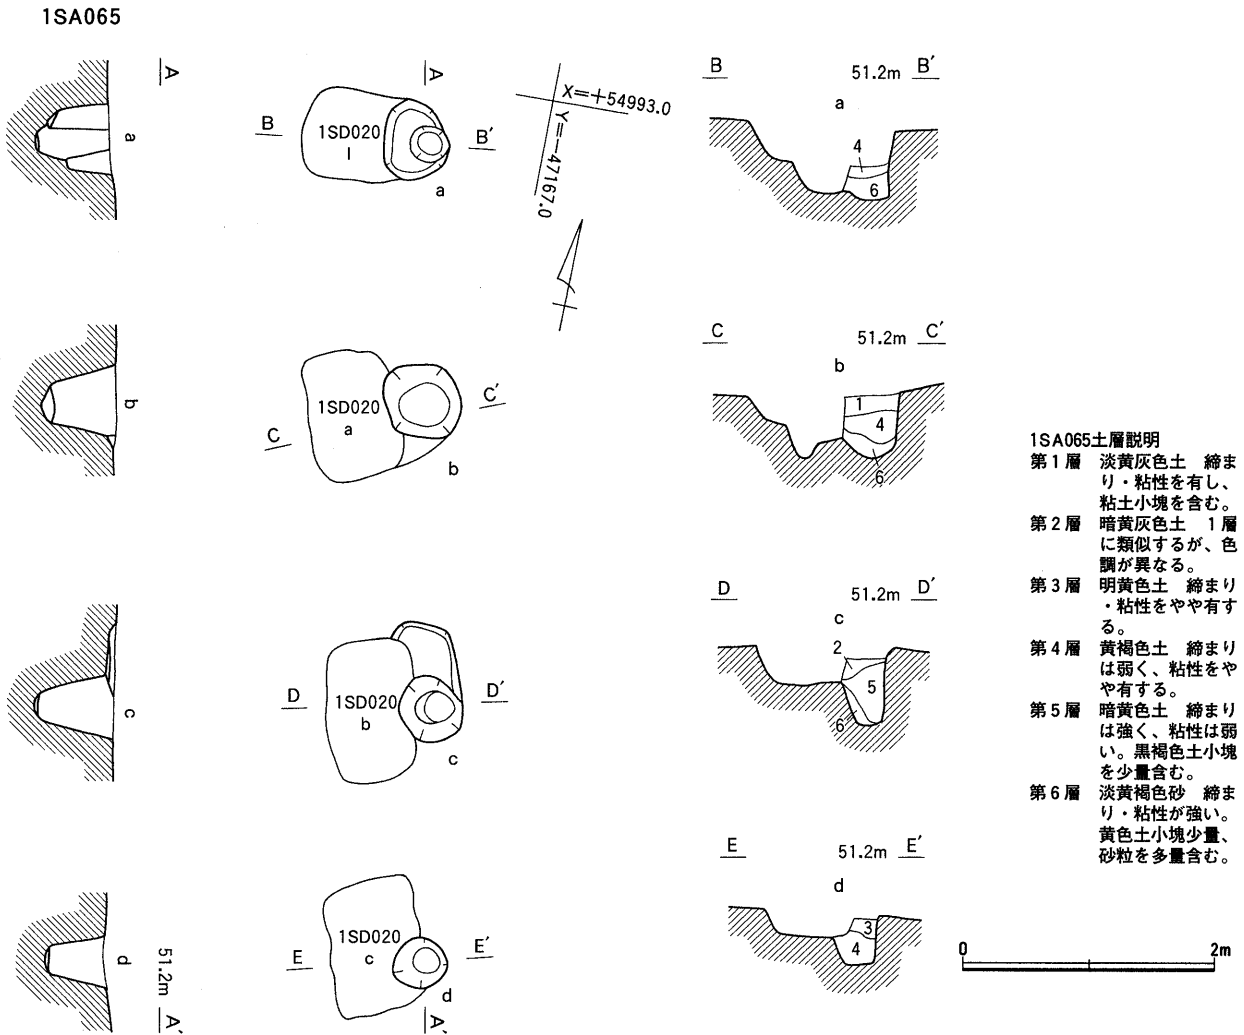 1SA065
A
A
B
B'
1SD020
l
a
a
X=+54993.0
Y=-47167.0
B
51.2m
B'
a
4
6
b
1SD020
a
C
C'
b
C
51.2m
C'
b
1
4
6
c
1SD020
b
D
D'
c
D
51.2m
D'
c
2
5
6
d
51.2m
A'
1SD020
c
E
E'
d
A'
E
51.2m
E'
d
3
4
1SA065土層説明
第1層 淡黄灰色土 締ま
り・粘性を有し、
粘土小塊を含む。
第2層 暗黄灰色土 1層
に類似するが、色
調が異なる。
第3層 明黄色土 締まり
・粘性をやや有す
る。
第4層 黄褐色土 締まり
は弱く、粘性をや
や有する。
第5層 暗黄色土 締まり
は強く、粘性は弱
い。黒褐色土小塊
を少量含む。
第6層 淡黄褐色砂 締ま
り・粘性が強い。
黄色土小塊少量、
砂粒を多量含む。
0
2m